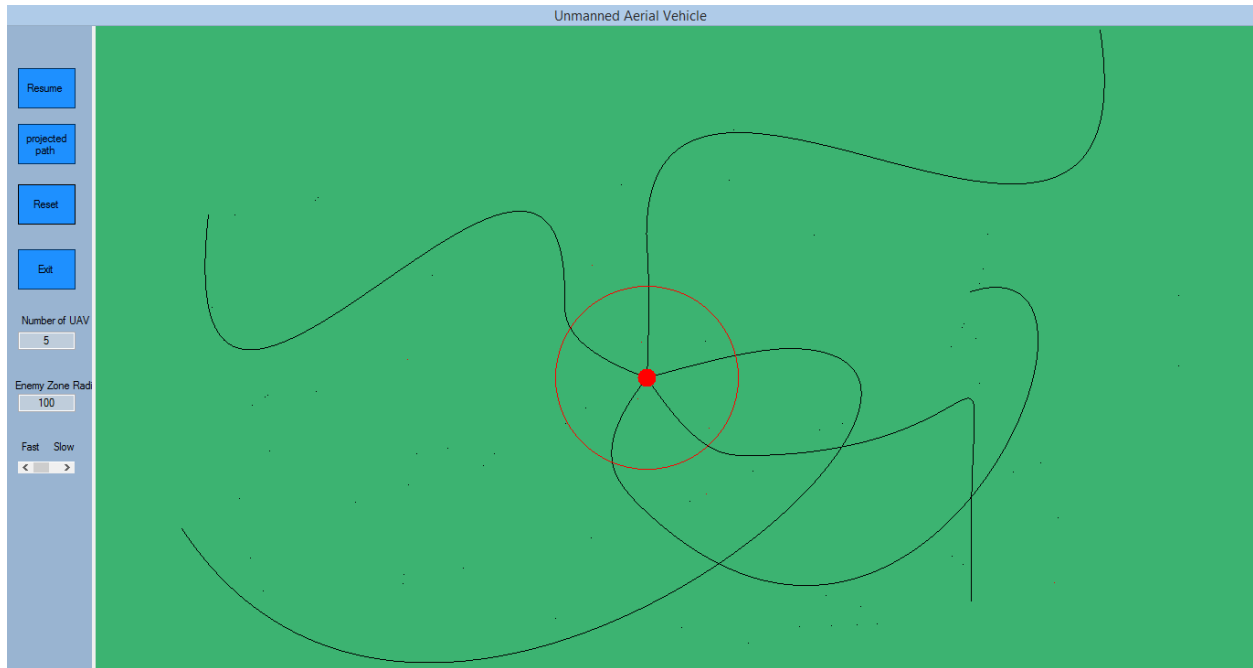 Unmanned Aerial Vehicle
Resume
projected
path
Reset
Exit
Number of UAV
5
Enemy Zone Radi
100
Fast Slow